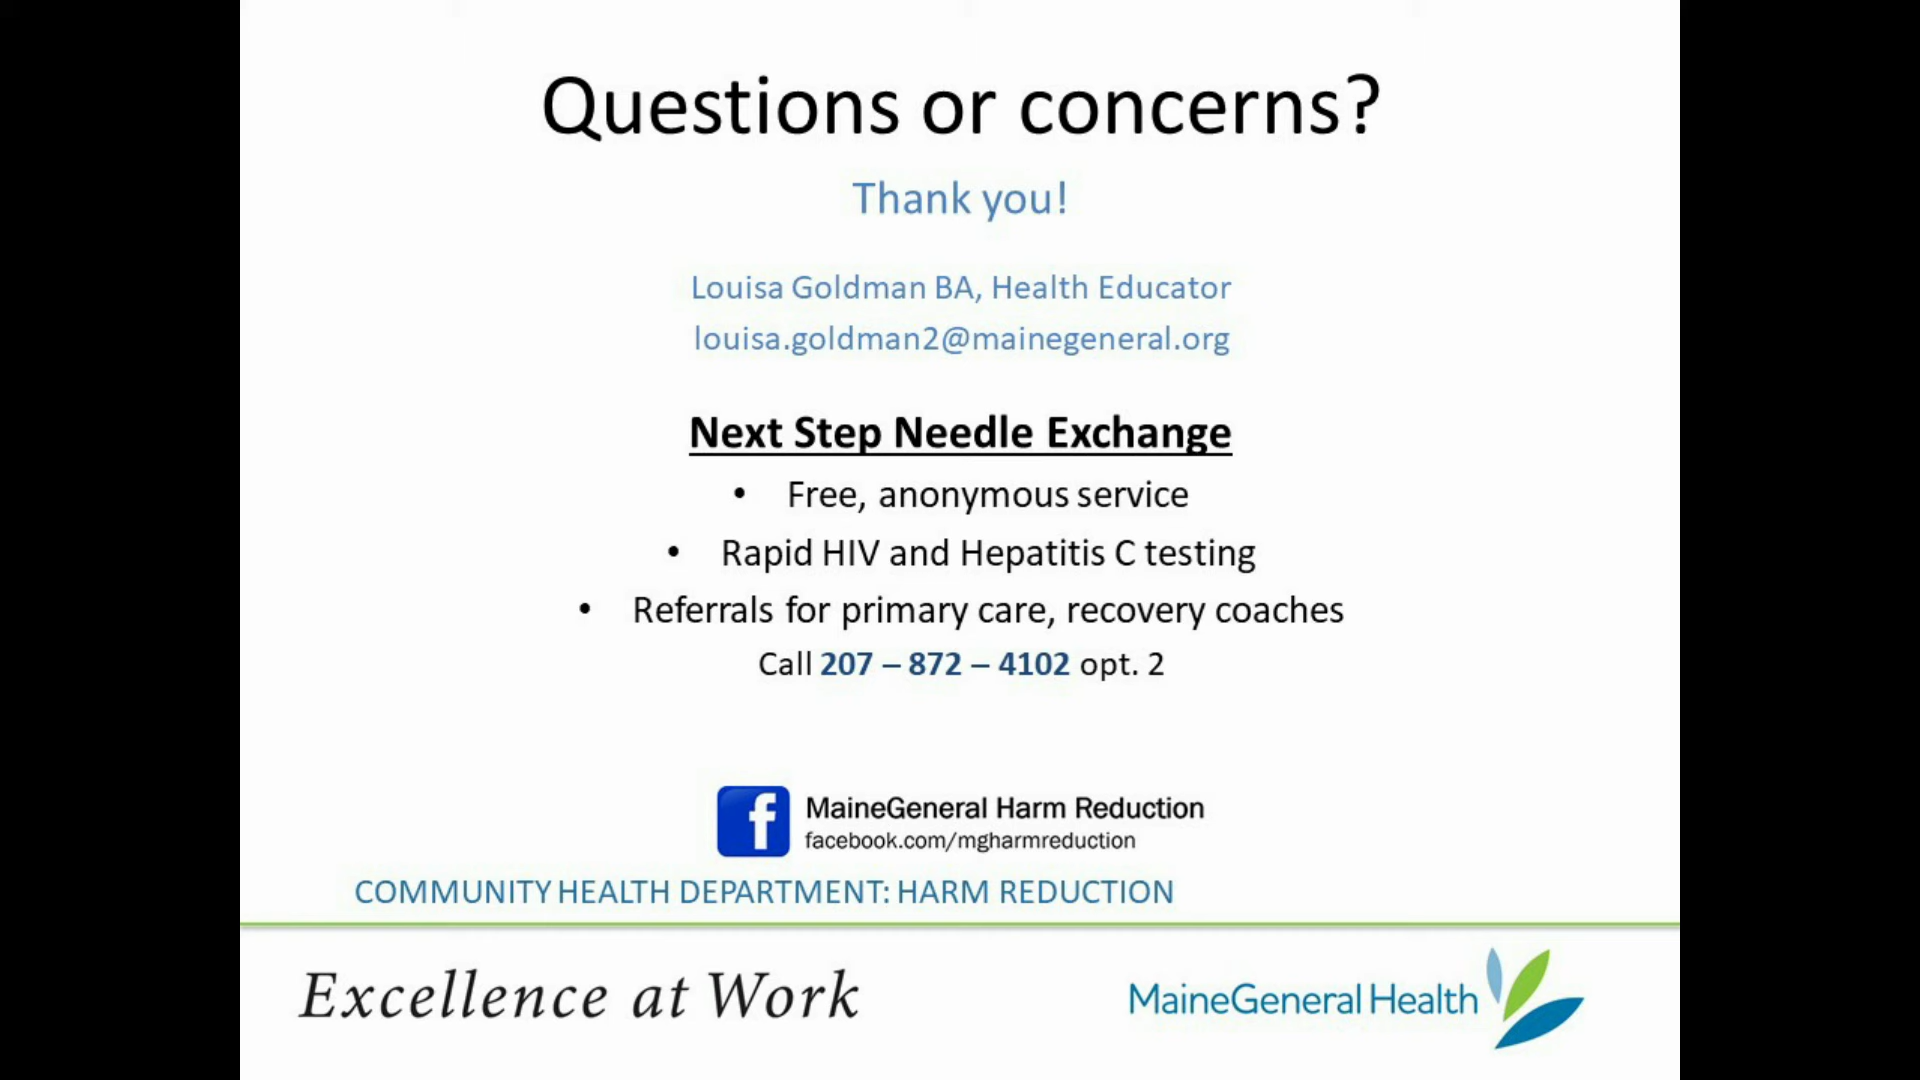 Questions or concerns?
Thank you!
Louisa Goldman BA, Health Educator
louisa.goldman2@mainegeneral.org
Next Step Needle Exchange
• Free, anonymous service
• Rapid HIV and Hepatitis C testing
• Referrals for primary care, recovery coaches
Call 207 – 872 – 4102 opt. 2
f
MaineGeneral Harm Reduction
facebook.com/mgharmreduction
COMMUNITY HEALTH DEPARTMENT: HARM REDUCTION
Excellence at Work
MaineGeneral Health